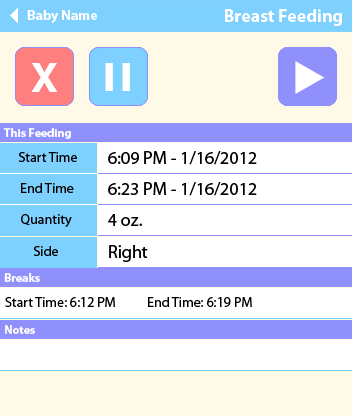 Baby Name Breast Feeding
X
This Feeding
Start Time 6:09 PM - 1/16/2012
End Time 6:23 PM - 1/16/2012
Quantity 4 oz.
Side Right
Breaks
Start Time: 6:12 PM End Time: 6:19 PM
Notes